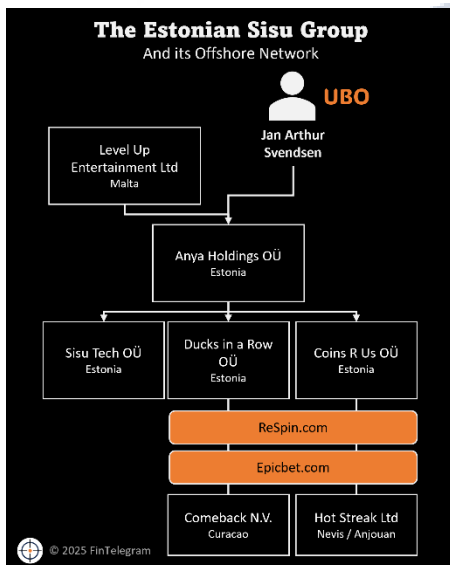 The Estonian Sisu Group
And its Offshore Network
UBO
Jan Arthur
Svendsen
Level Up
Entertainment Ltd
Malta
Anya Holdings OÜ
Estonia
Sisu Tech OÜ
Estonia
Ducks in a Row
OÜ
Estonia
Coins R Us OÜ
Estonia
ReSpin.com
Epicbet.com
Comeback N.V.
Curacao
Hot Streak Ltd
Nevis / Anjouan
© 2025 FinTelegram